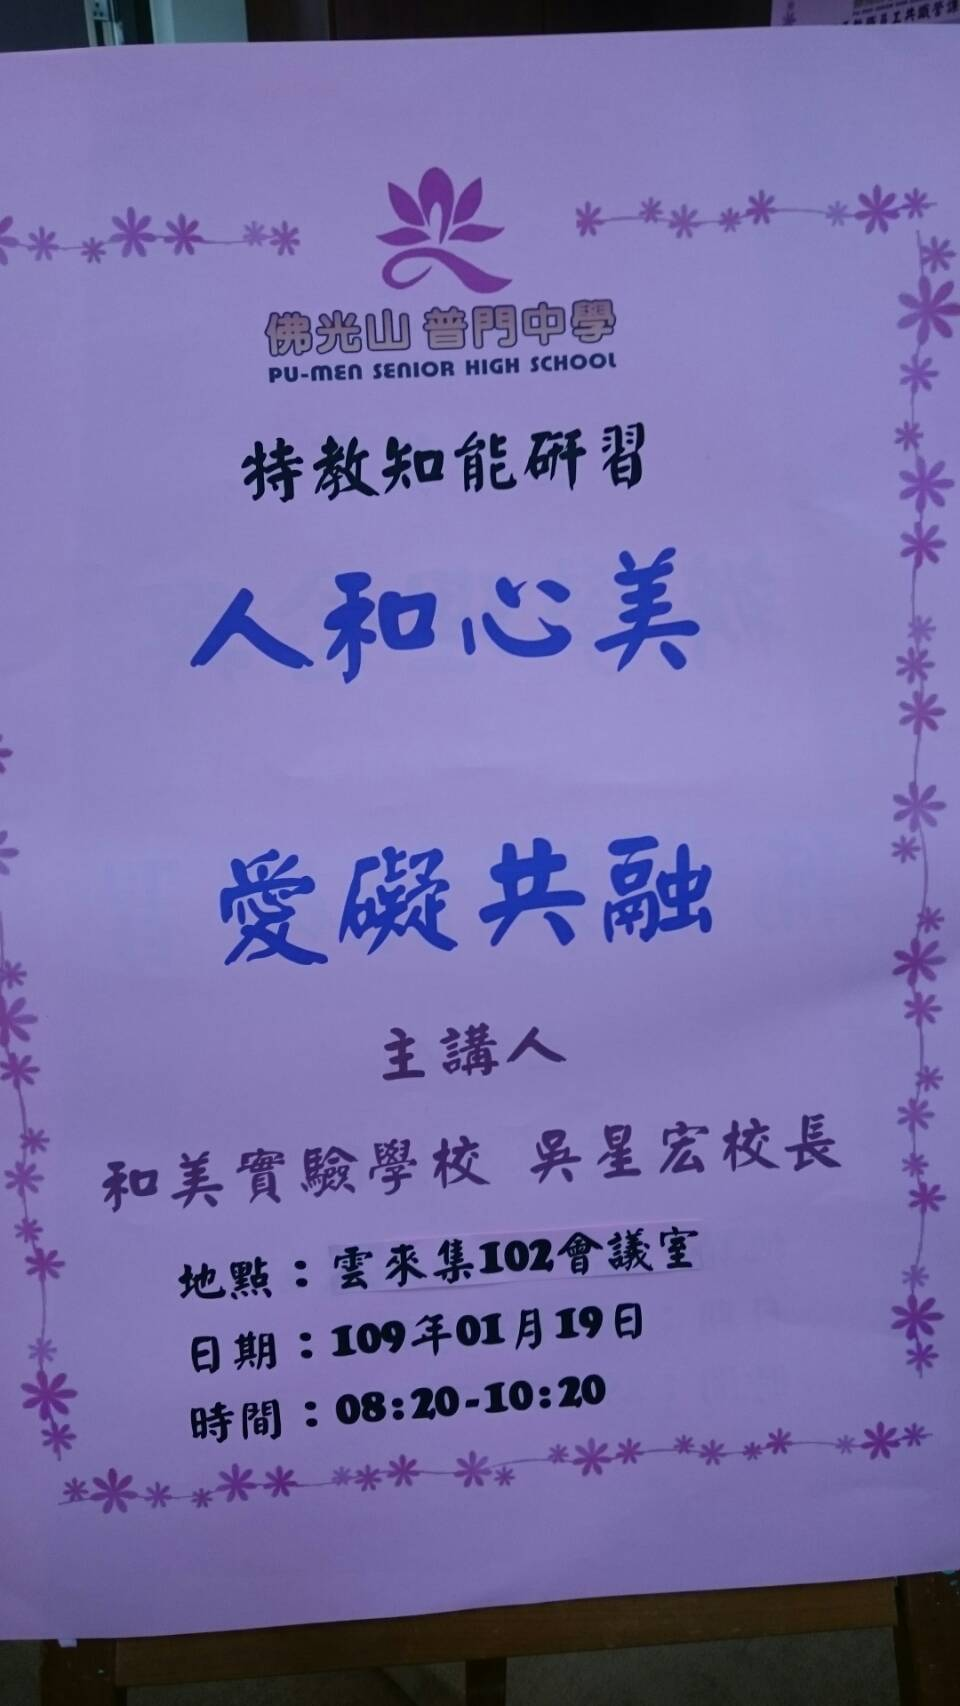 佛光山 普門中學
PU-MEN SENIOR HIGH SCHOOL
特教知能研習
人和心美
愛礙共融
主講人
和美實驗學校 吳星宏校長
地點：雲來集102會議室
日期：109年01月19日
時間：08:20-10:20